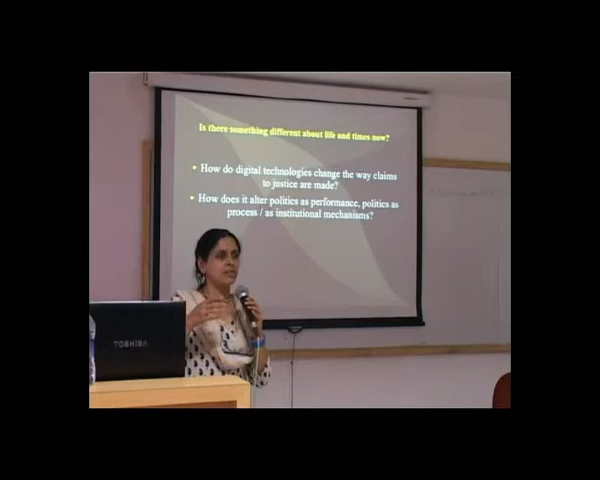 Is there something different about life and times now?
• How do digital technologies change the way claims
to justice are made?
• How does it alter politics as performance, politics as
process / as institutional mechanisms?
TOSHIBA